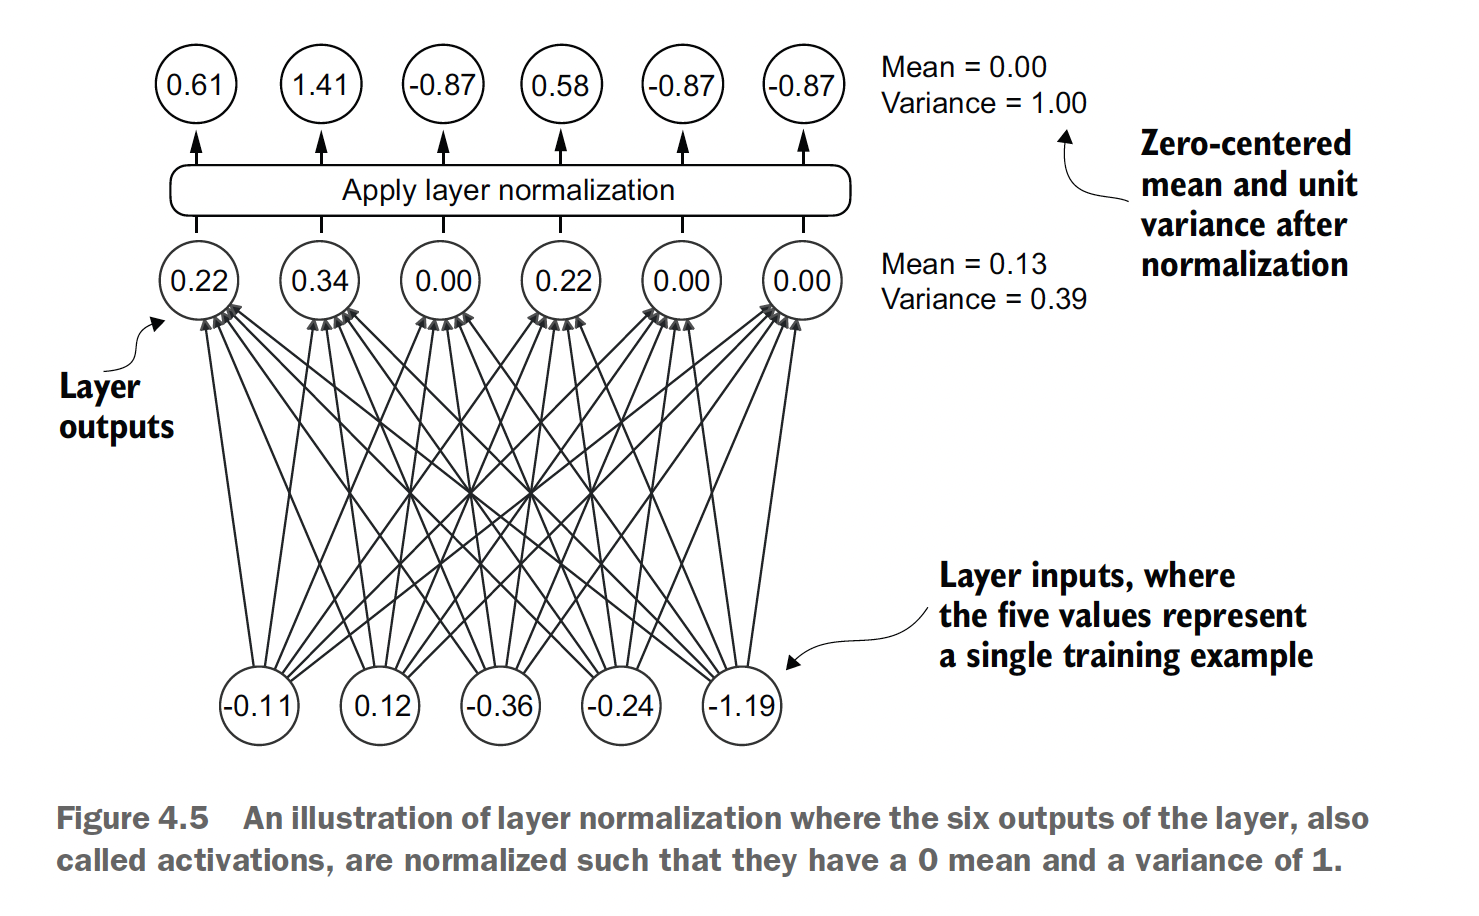 0.61 1.41 -0.87 0.58 -0.87 -0.87
Mean = 0.00
Variance = 1.00
Zero-centered
mean and unit
variance after
normalization
Apply layer normalization
0.22 0.34 0.00 0.22 0.00 0.00
Mean = 0.13
Variance = 0.39
Layer
outputs
Layer inputs, where
the five values represent
a single training example
-0.11 0.12 -0.36 -0.24 -1.19
Figure 4.5 An illustration of layer normalization where the six outputs of the layer, also
called activations, are normalized such that they have a 0 mean and a variance of 1.